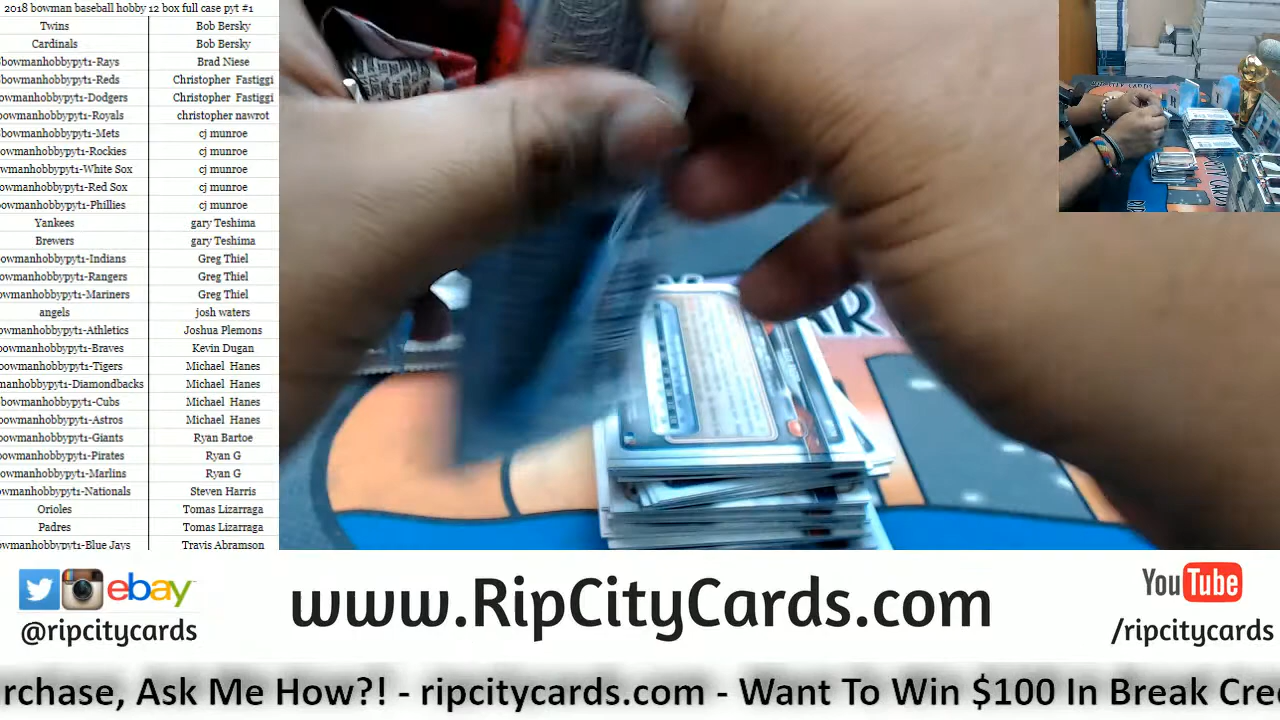 2018 bowman baseball hobby 12 box full case pyt #1
Twins Bob Bersky
Cardinals Bob Bersky
bowmanhobbypyt1-Rays Brad Niese
bowmanhobbypyt1-Reds Christopher Fastiggi
owmanhobbypyt1-Dodgers Christopher Fastiggi
owmanhobbypyt1-Royals christopher nawrot
bowmanhobbypyt1-Mets cj munroe
owmanhobbypyt1-Rockies cj munroe
wmanhobbypyt1-White Sox cj munroe
wmanhobbypyt1-Red Sox cj munroe
owmanhobbypyt1-Phillies cj munroe
Yankees gary Teshima
Brewers gary Teshima
owmanhobbypyt1-Indians Greg Thiel
owmanhobbypyt1-Rangers Greg Thiel
owmanhobbypyt1-Mariners Greg Thiel
angels josh waters
owmanhobbypyt1-Athletics Joshua Plemons
owmanhobbypyt1-Braves Kevin Dugan
owmanhobbypyt1-Tigers Michael Hanes
manhobbypyt1-Diamondbacks Michael Hanes
bowmanhobbypyt1-Cubs Michael Hanes
owmanhobbypyt1-Astros Michael Hanes
owmanhobbypyt1-Giants Ryan Bartoe
owmanhobbypyt1-Pirates Ryan G
owmanhobbypyt1-Marlins Ryan G
wmanhobbypyt1-Nationals Steven Harris
Orioles Tomas Lizarraga
Padres Tomas Lizarraga
wmanhobbypyt1-Blue Jays Travis Abramson
ebay
@ripcitycards
www.RipCityCards.com
YouTube
/ripcitycards
rchase, Ask Me How?! - ripcitycards.com - Want To Win $100 In Break Cre